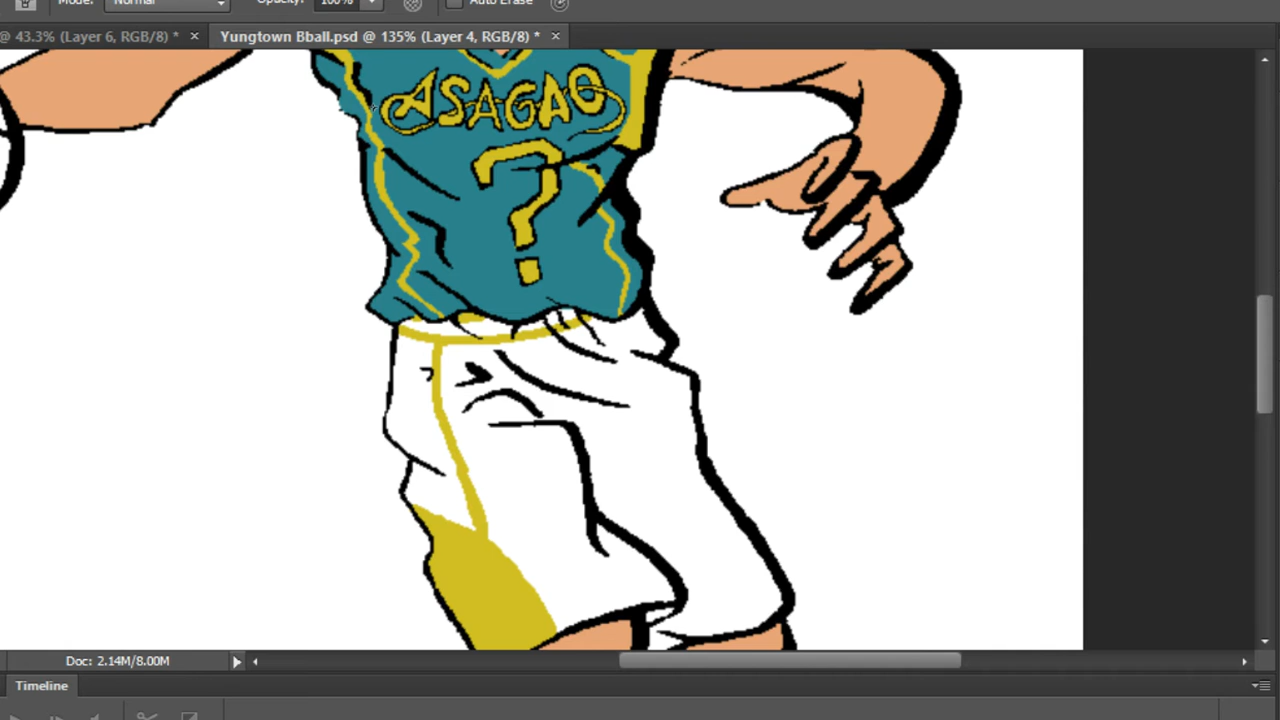 Mode: Normal Opacity: 100% Auto Erase
@ 43.3% (Layer 6, RGB/8) * × Yungtown Bball.psd @ 135% (Layer 4, RGB/8) * ×
ASAGAO
?
Doc: 2.14M/8.00M
Timeline